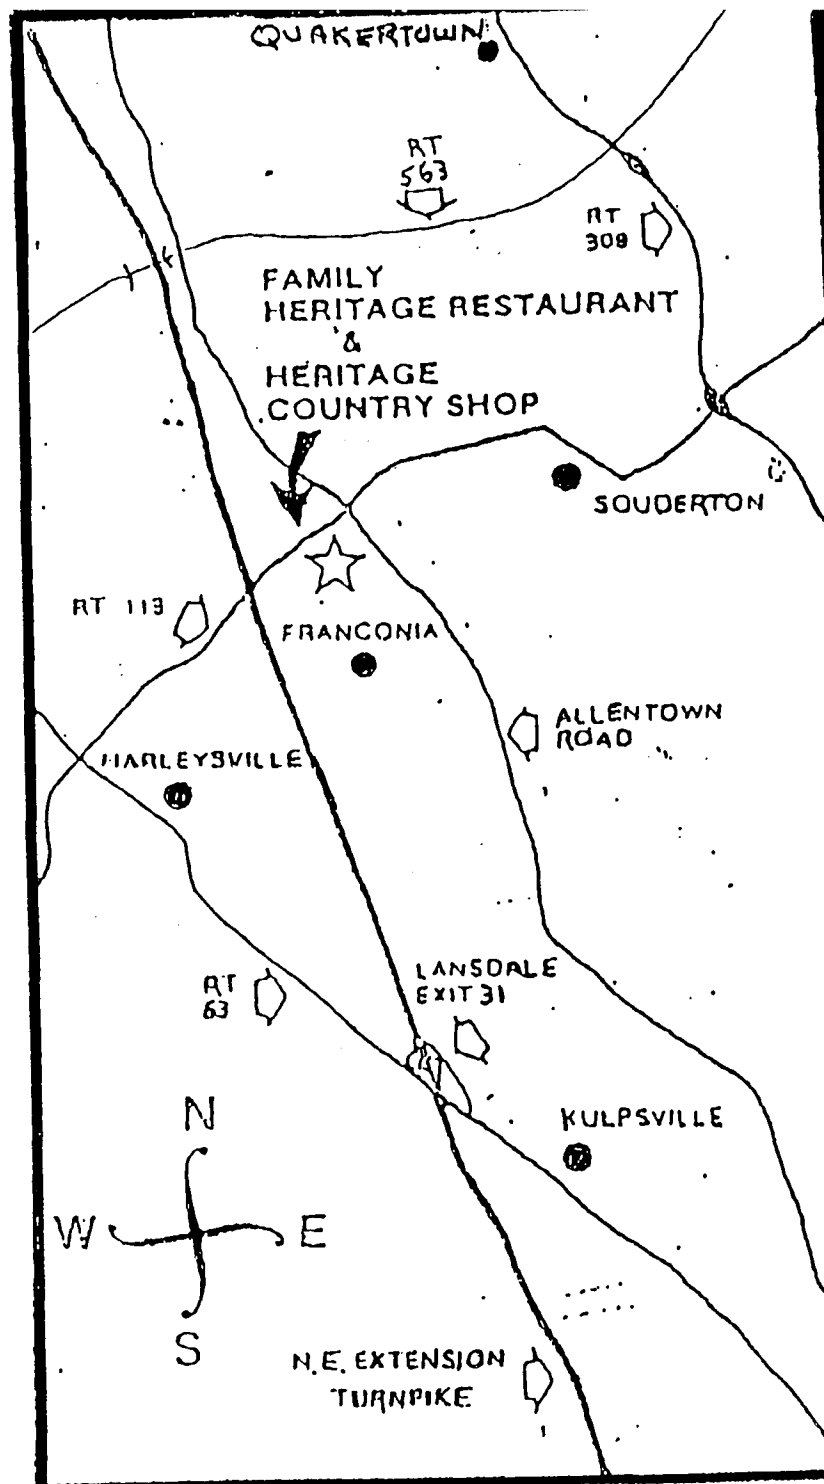 QUAKERTOWN
RT
563
RT
309
FAMILY
HERITAGE RESTAURANT
&
HERITAGE
COUNTRY SHOP
SOUDERTON
RT 113
FRANCONIA
ALLENTOWN
ROAD
HARLEYSVILLE
LANSDALE
EXIT 31
RT
63
KULPSVILLE
N
W E
S
N.E. EXTENSION
TURNPIKE